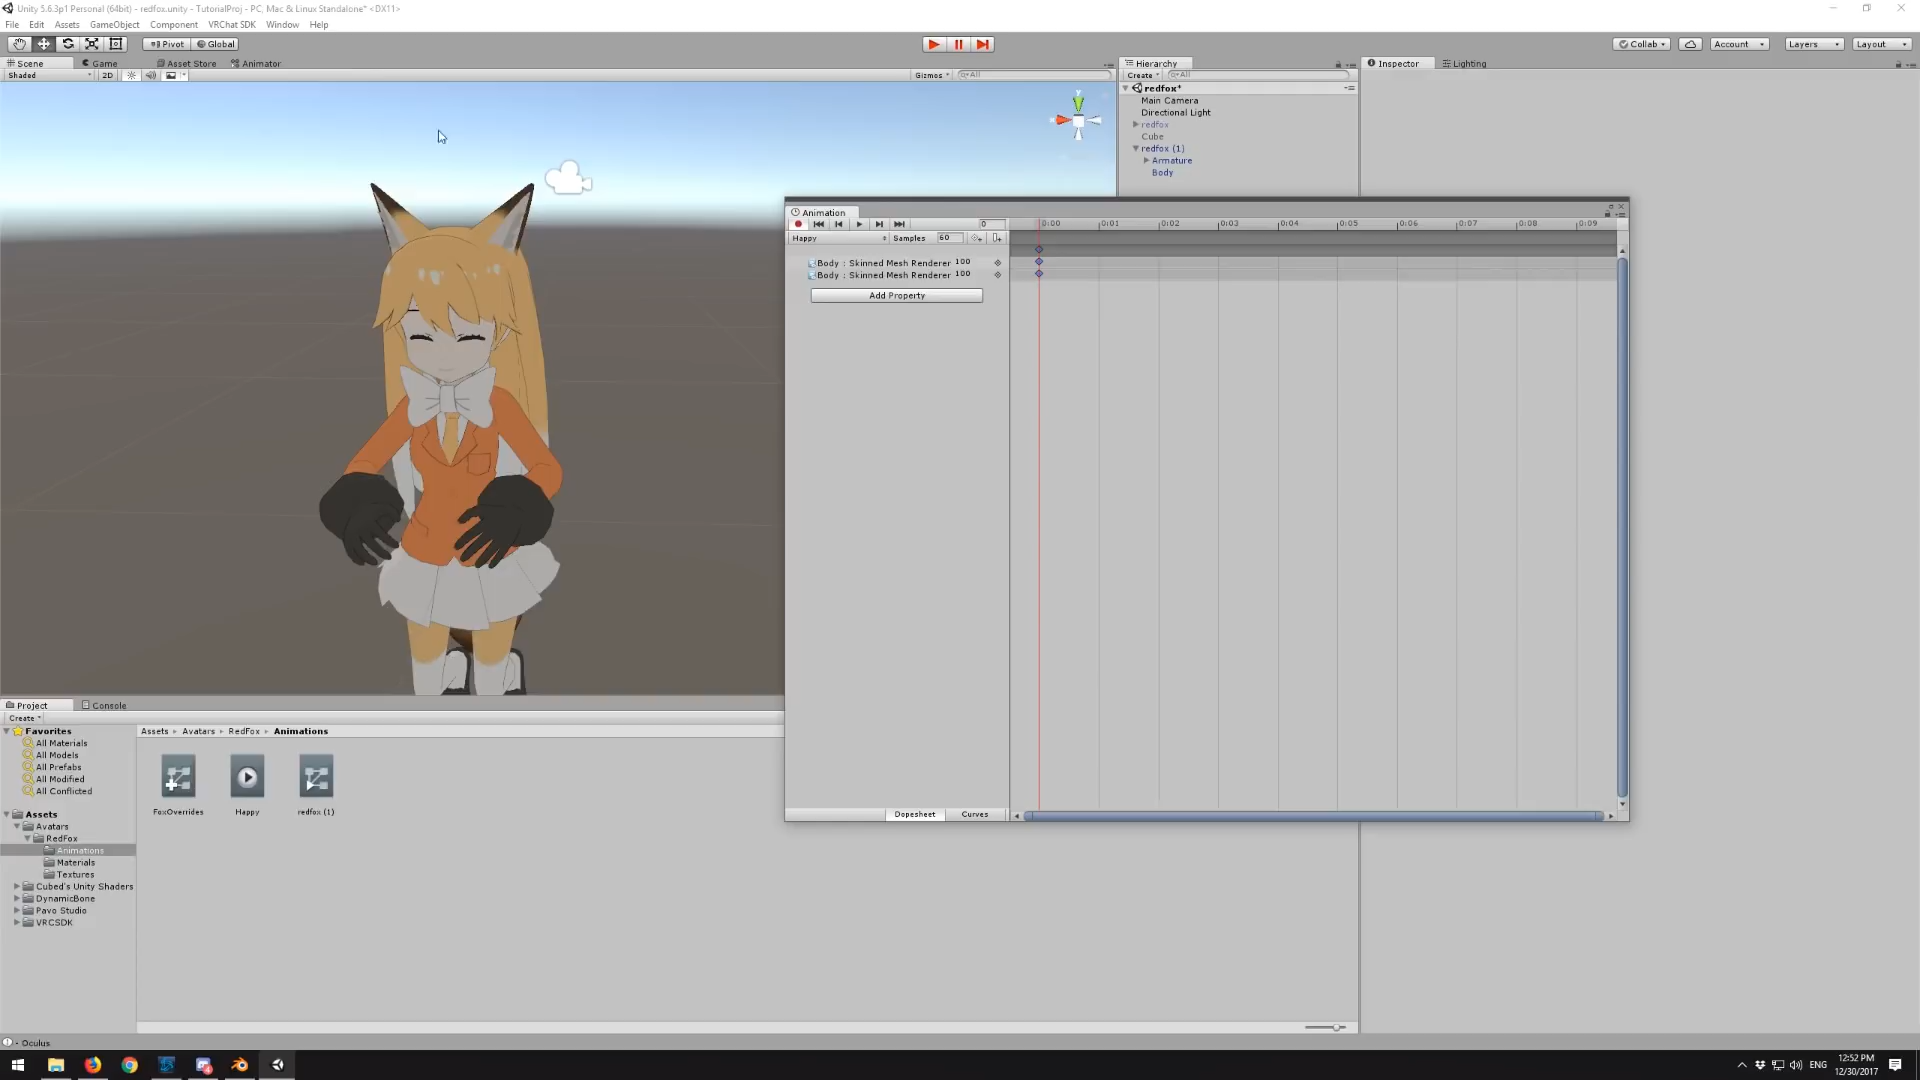 Unity 5.6.3p1 Personal (64bit) - redfox.unity - TutorialProj - PC, Mac & Linux Standalone* <DX11>
File Edit Assets GameObject Component VRChat SDK Window Help
Pivot Global Collab Account Layers Layout
Scene Game Asset Store Animator
Shaded 2D Gizmos All
Hierarchy
Create All
redfox*
Main Camera
Directional Light
redfox
Cube
redfox (1)
Armature
Body
Inspector Lighting
Animation
0 0:00 0:01 0:02 0:03 0:04 0:05 0:06 0:07 0:08 0:09
Happy Samples 60
Body : Skinned Mesh Renderer 100
Body : Skinned Mesh Renderer 100
Add Property
Dopesheet Curves
Project Console
Create
Favorites
All Materials
All Models
All Prefabs
All Modified
All Conflicted
Assets
Avatars
RedFox
Animations
Materials
Textures
Cubed's Unity Shaders
DynamicBone
Pavo Studio
VRCSDK
Assets Avatars RedFox Animations
FoxOverrides Happy redfox (1)
- Oculus
ENG
12:52 PM
12/30/2017